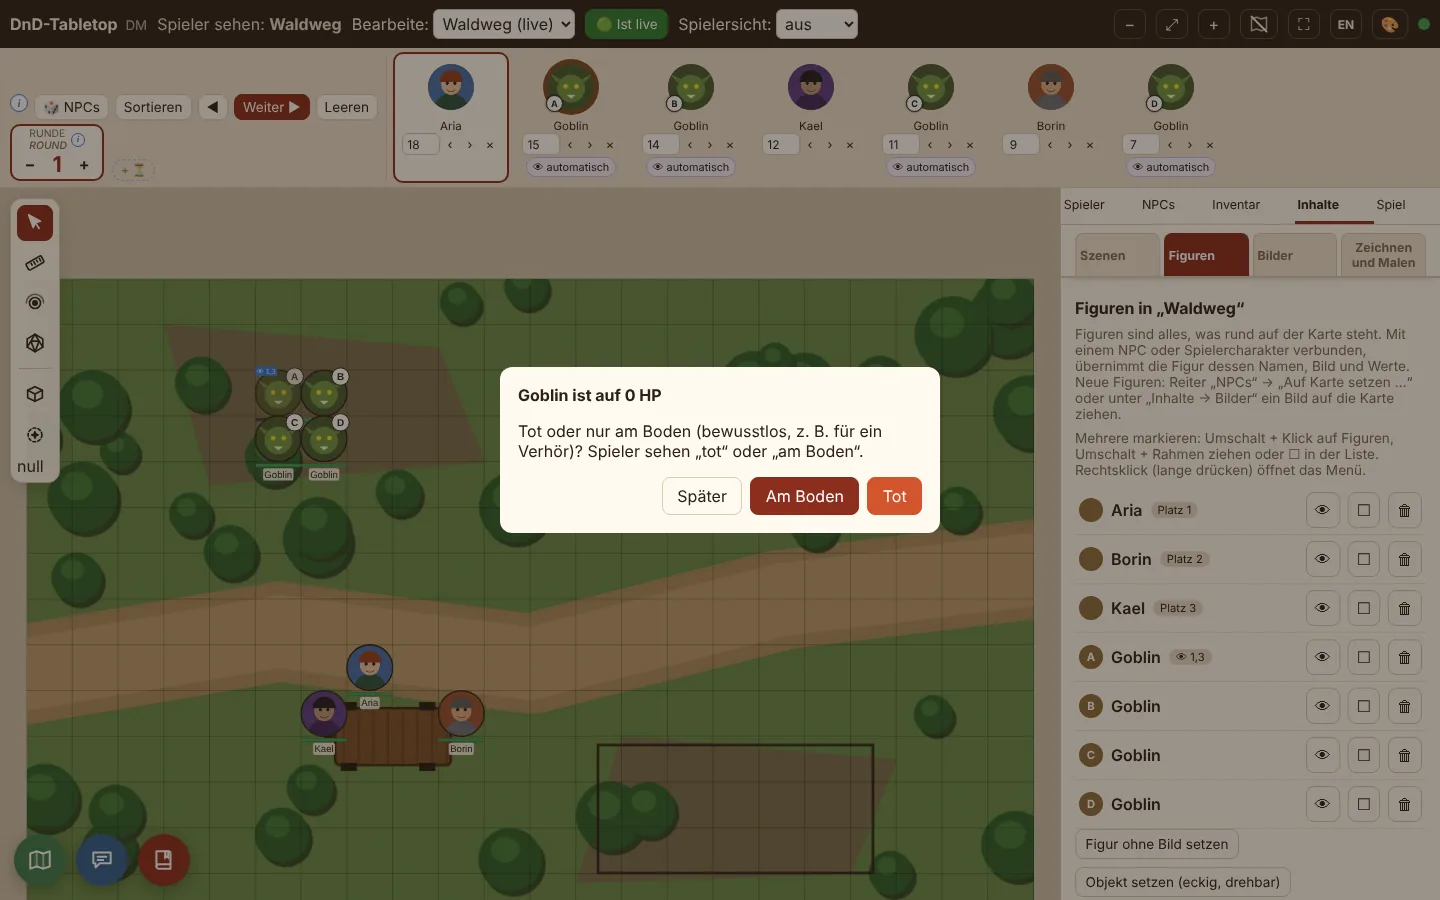 DnD-Tabletop DM Spieler sehen: Waldweg Bearbeite: Waldweg (live) Ist live Spielersicht: aus EN
i NPCs Sortieren Weiter Leeren
RUNDE
ROUND i
− 1 +
+
Aria
18 ‹ › ×
A
Goblin
15 ‹ › ×
automatisch
B
Goblin
14 ‹ › ×
automatisch
Kael
12 ‹ › ×
C
Goblin
11 ‹ › ×
automatisch
Borin
9 ‹ › ×
D
Goblin
7 ‹ › ×
automatisch
null
1,3
A B
C D
Goblin Goblin
Aria
Kael Borin
Goblin ist auf 0 HP
Tot oder nur am Boden (bewusstlos, z. B. für ein
Verhör)? Spieler sehen „tot“ oder „am Boden“.
Später Am Boden Tot
Spieler NPCs Inventar Inhalte Spiel
Szenen Figuren Bilder Zeichnen
und Malen
Figuren in „Waldweg“
Figuren sind alles, was rund auf der Karte steht. Mit
einem NPC oder Spielercharakter verbunden,
übernimmt die Figur dessen Namen, Bild und Werte.
Neue Figuren: Reiter „NPCs“ → „Auf Karte setzen …“
oder unter „Inhalte → Bilder“ ein Bild auf die Karte
ziehen.
Mehrere markieren: Umschalt + Klick auf Figuren,
Umschalt + Rahmen ziehen oder ☐ in der Liste.
Rechtsklick (lange drücken) öffnet das Menü.
Aria Platz 1
Borin Platz 2
Kael Platz 3
A Goblin 1,3
B Goblin
C Goblin
D Goblin
Figur ohne Bild setzen
Objekt setzen (eckig, drehbar)